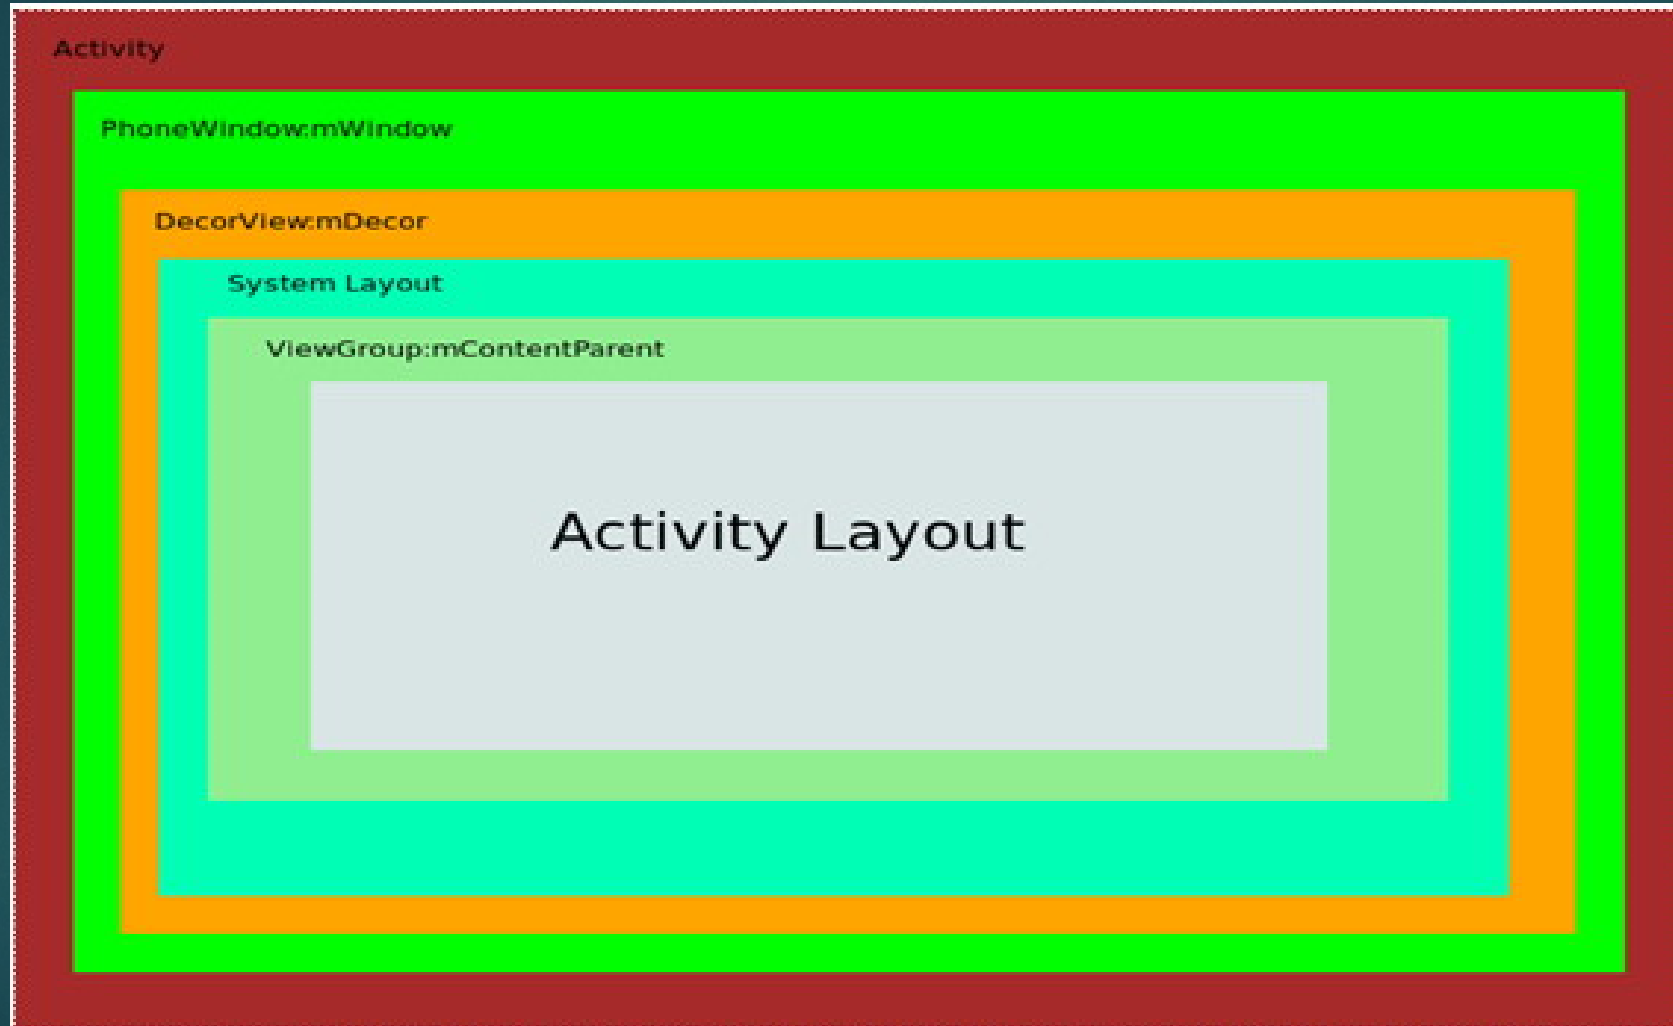 Activity
PhoneWindow:mWindow
DecorView:mDecor
System Layout
ViewGroup:mContentParent
Activity Layout